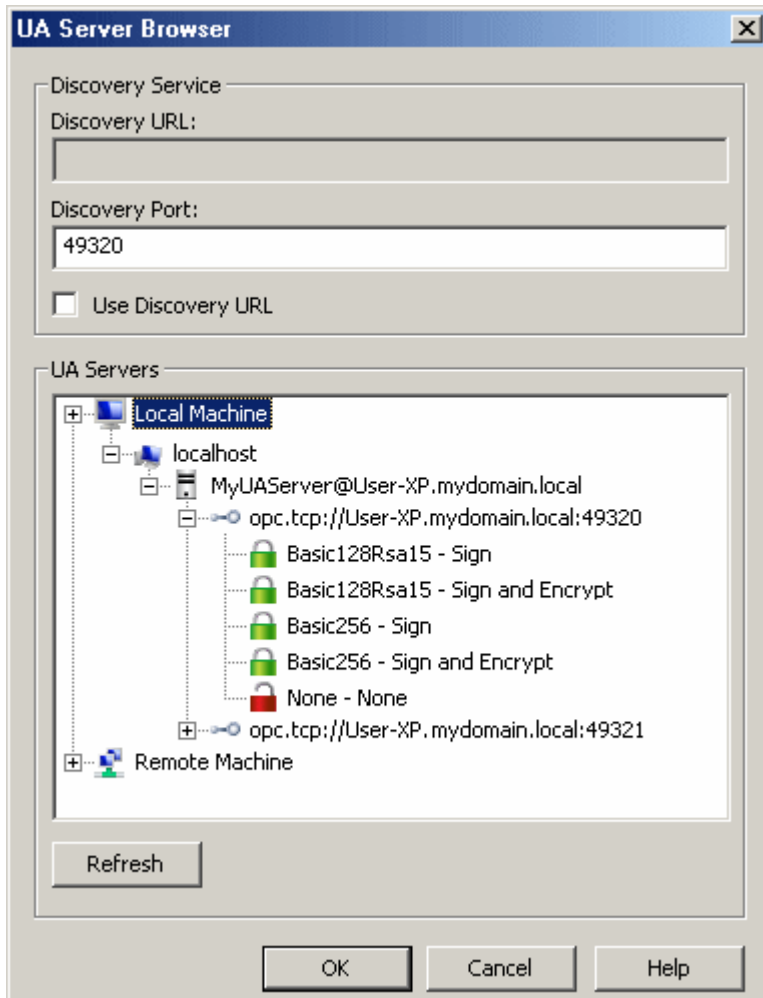 UA Server Browser
Discovery Service
Discovery URL:
Discovery Port:
49320
Use Discovery URL
UA Servers
Local Machine
localhost
MyUAServer@User-XP.mydomain.local
opc.tcp://User-XP.mydomain.local:49320
Basic128Rsa15 - Sign
Basic128Rsa15 - Sign and Encrypt
Basic256 - Sign
Basic256 - Sign and Encrypt
None - None
opc.tcp://User-XP.mydomain.local:49321
Remote Machine
Refresh
OK Cancel Help